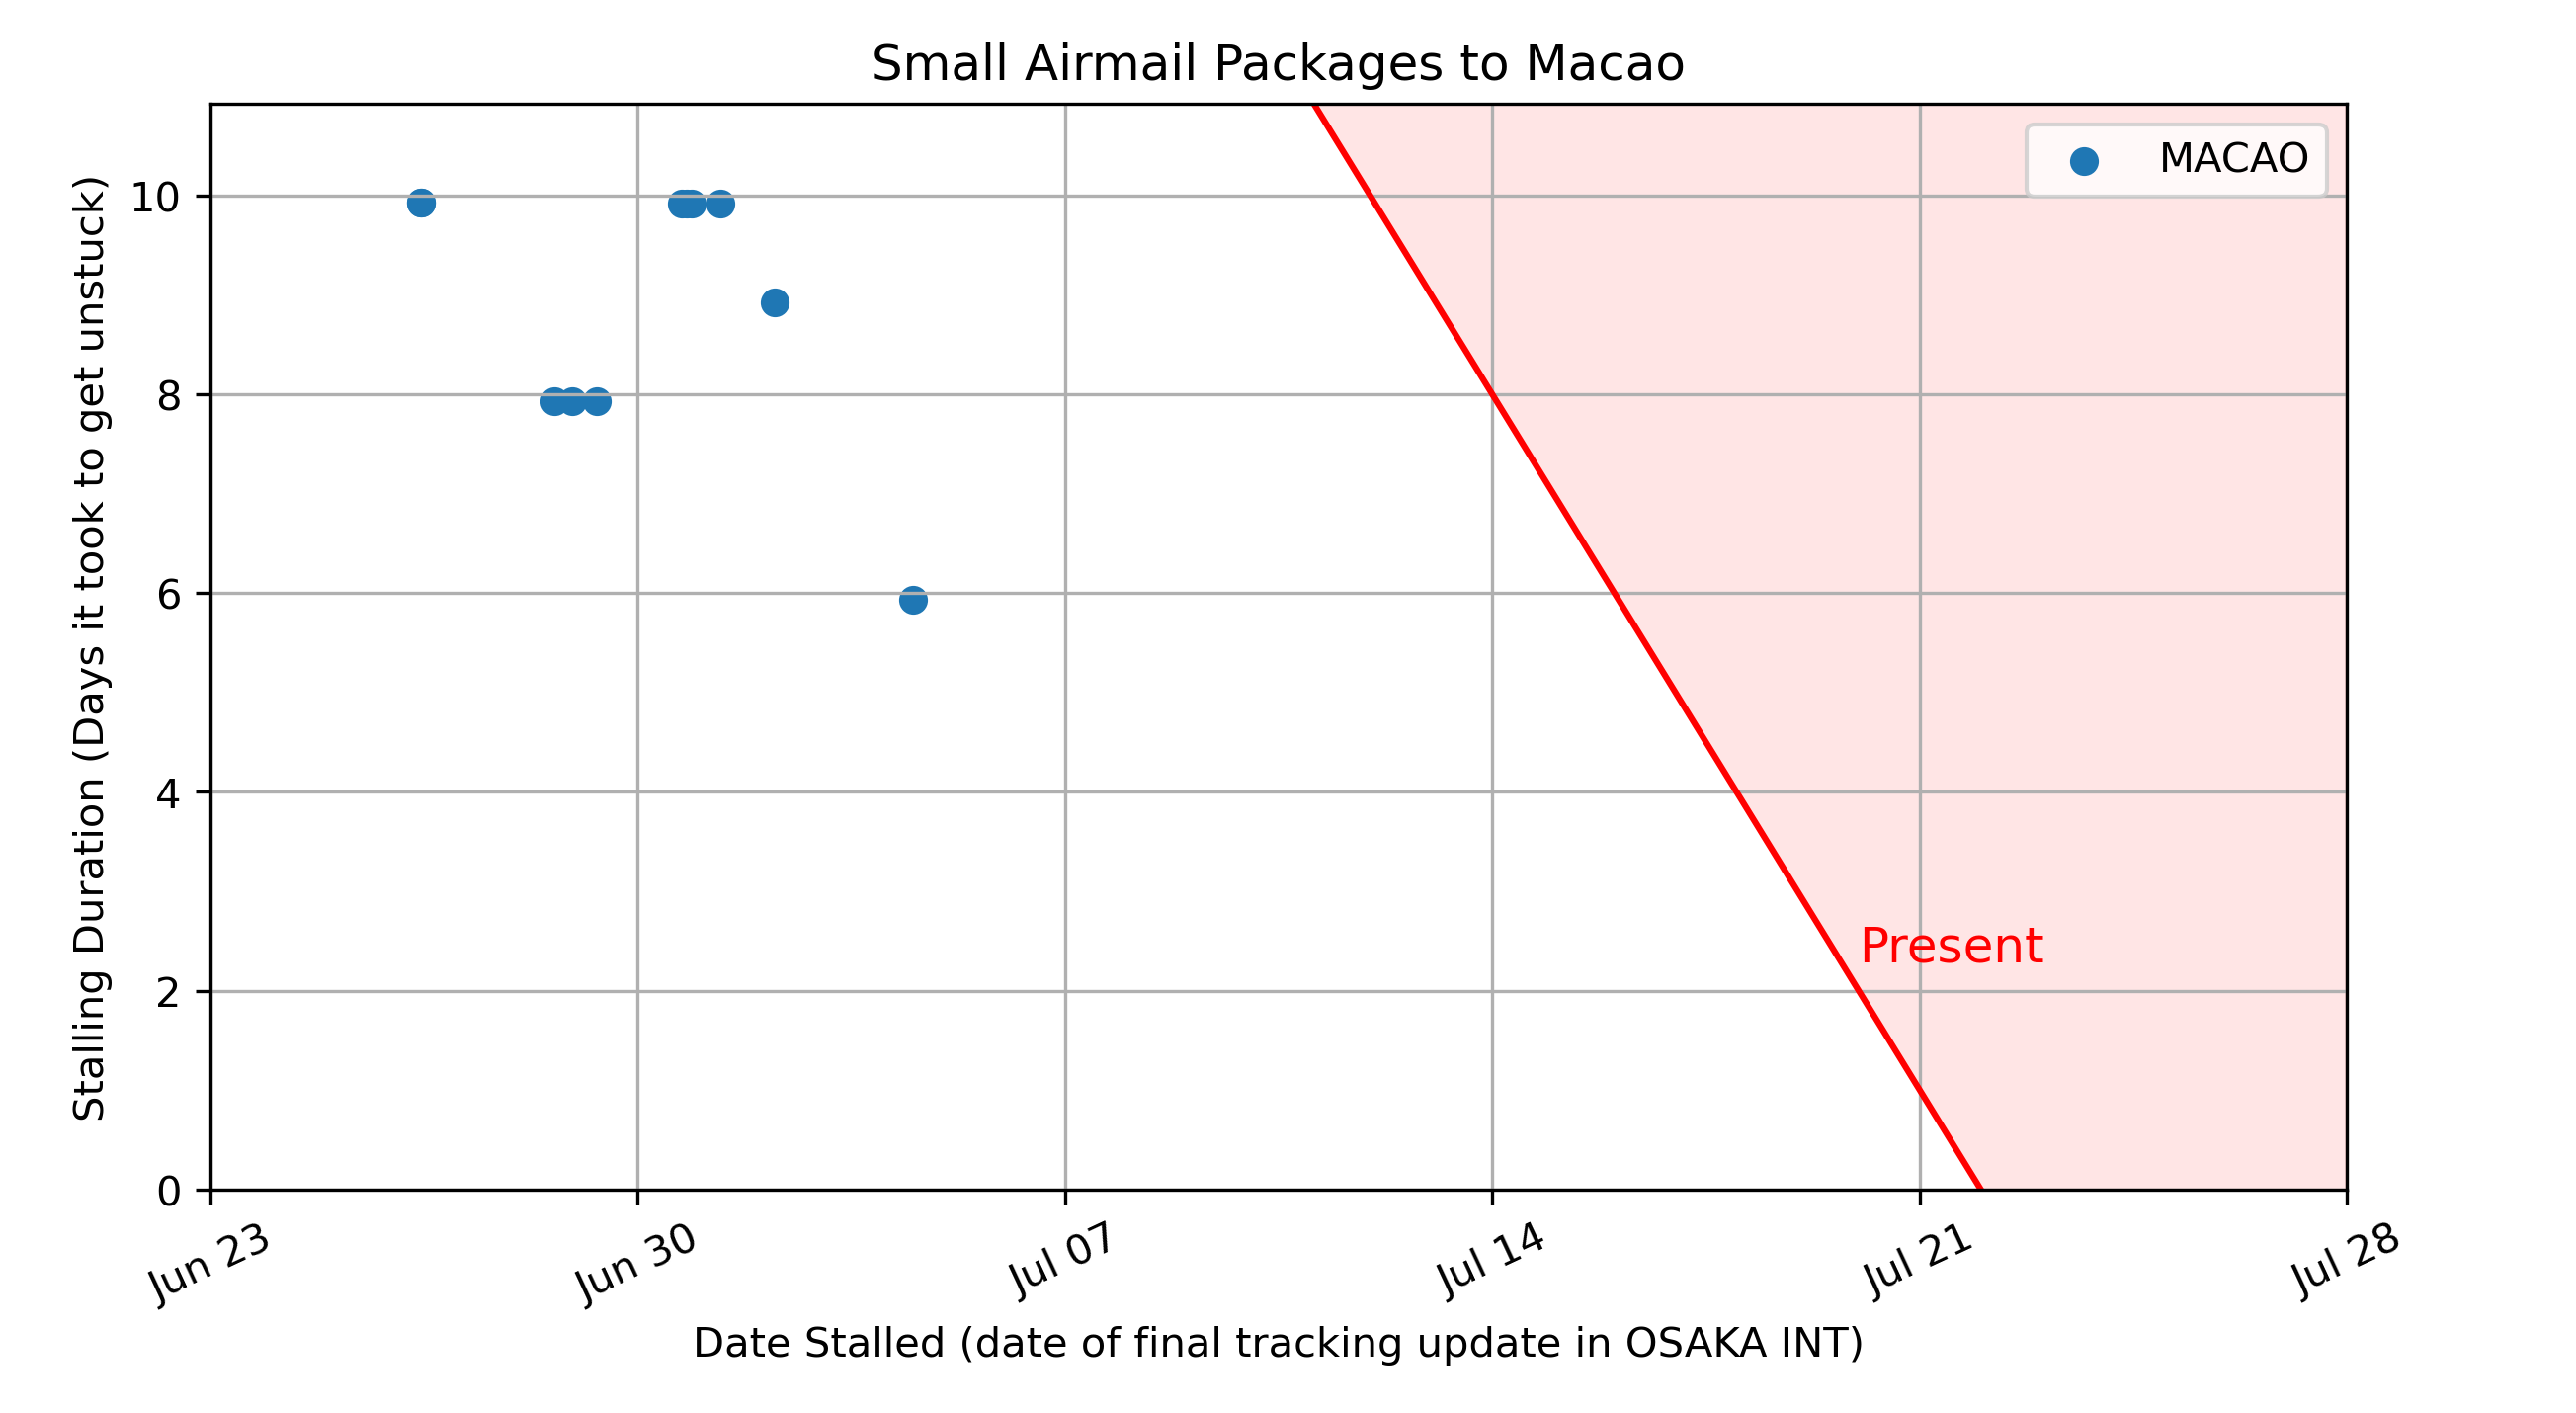 Small Airmail Packages to Macao
MACAO
Stalling Duration (Days it took to get unstuck)
10
8
6
4
2
0
Present
Jun 23
Jun 30
Jul 07
Jul 14
Jul 21
Jul 28
Date Stalled (date of final tracking update in OSAKA INT)